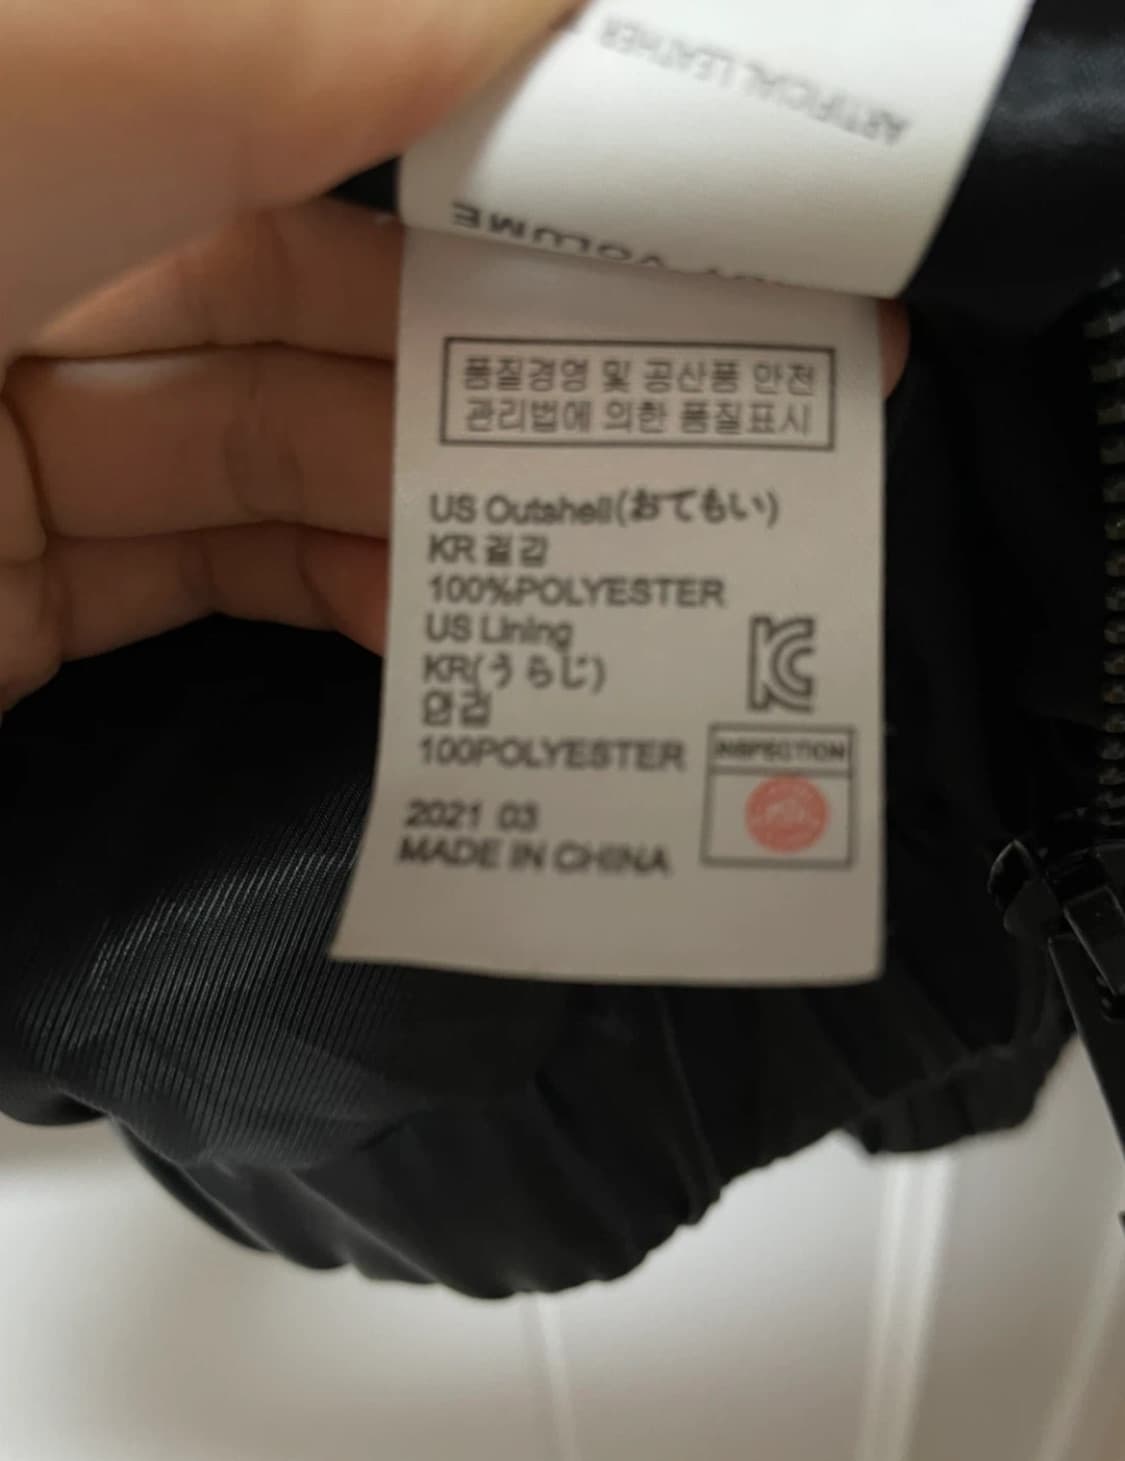 ARTIFICIAL LEATHER
VOLUME
품질경영 및 공산품 안전
관리법에 의한 품질표시
US Outshell(おてもい)
KR 겉감
100%POLYESTER
US Lining
KR(うらじ)
안감
100POLYESTER
INSPECTION
2021 03
MADE IN CHINA